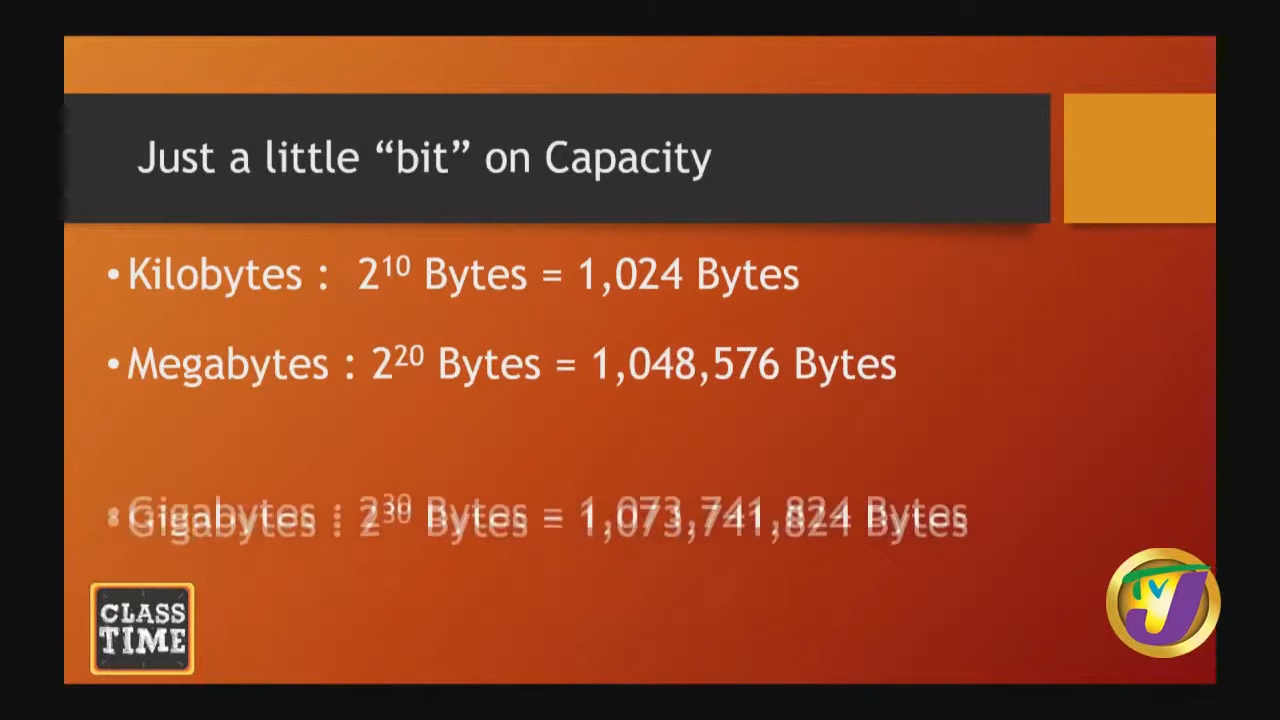 Just a little “bit” on Capacity
•Kilobytes : 2¹⁰ Bytes = 1,024 Bytes
•Megabytes : 2²⁰ Bytes = 1,048,576 Bytes
•Gigabytes : 2³⁰ Bytes = 1,073,741,824 Bytes
CLASS
TIME
TVJ